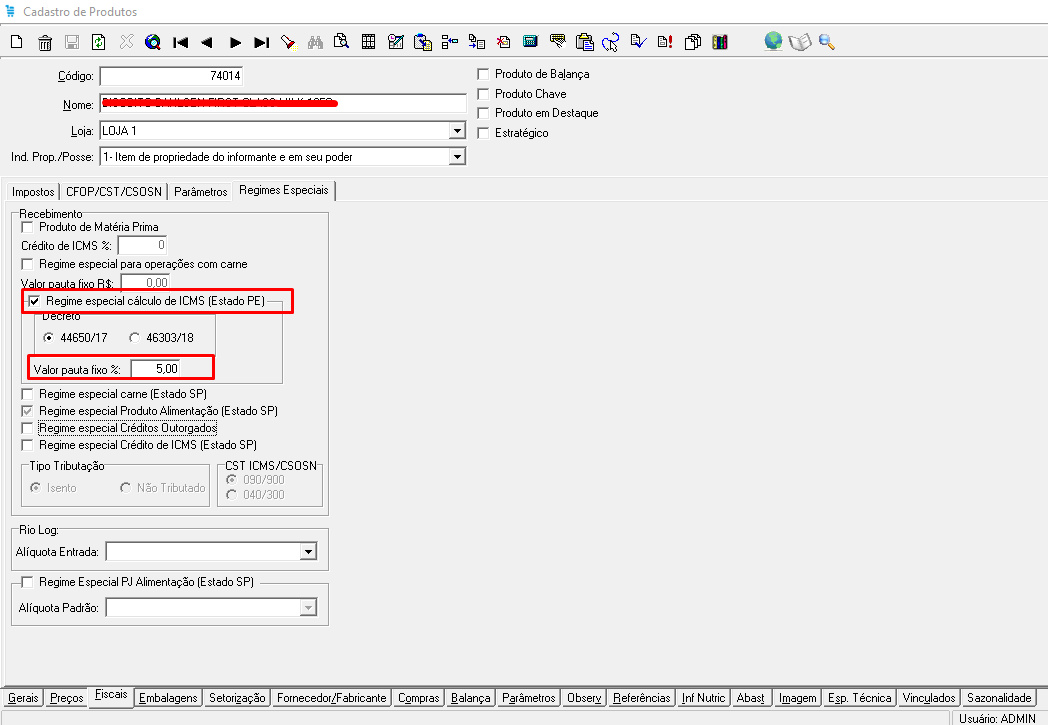 Cadastro de Produtos
Código: 74014
Nome:
Loja: LOJA 1
Ind. Prop./Posse: 1- Item de propriedade do informante e em seu poder
Produto de Balança
Produto Chave
Produto em Destaque
Estratégico
Impostos CFOP/CST/CSOSN Parâmetros Regimes Especiais
Recebimento
Produto de Matéria Prima
Crédito de ICMS %: 0
Regime especial para operações com carne
Valor pauta fixo R$: 0,00
Regime especial cálculo de ICMS (Estado PE)
Decreto
44650/17 46303/18
Valor pauta fixo %: 5,00
Regime especial carne (Estado SP)
Regime especial Produto Alimentação (Estado SP)
Regime especial Créditos Outorgados
Regime especial Crédito de ICMS (Estado SP)
Tipo Tributação
Isento Não Tributado
CST ICMS/CSOSN
090/900
040/300
Rio Log:
Alíquota Entrada:
Regime Especial PJ Alimentação (Estado SP)
Alíquota Padrão:
Gerais Preços Fiscais Embalagens Setorização Fornecedor/Fabricante Compras Balança Parâmetros Observ Referências Inf Nutric Abast Imagem Esp. Técnica Vinculados Sazonalidade
Usuário: ADMIN